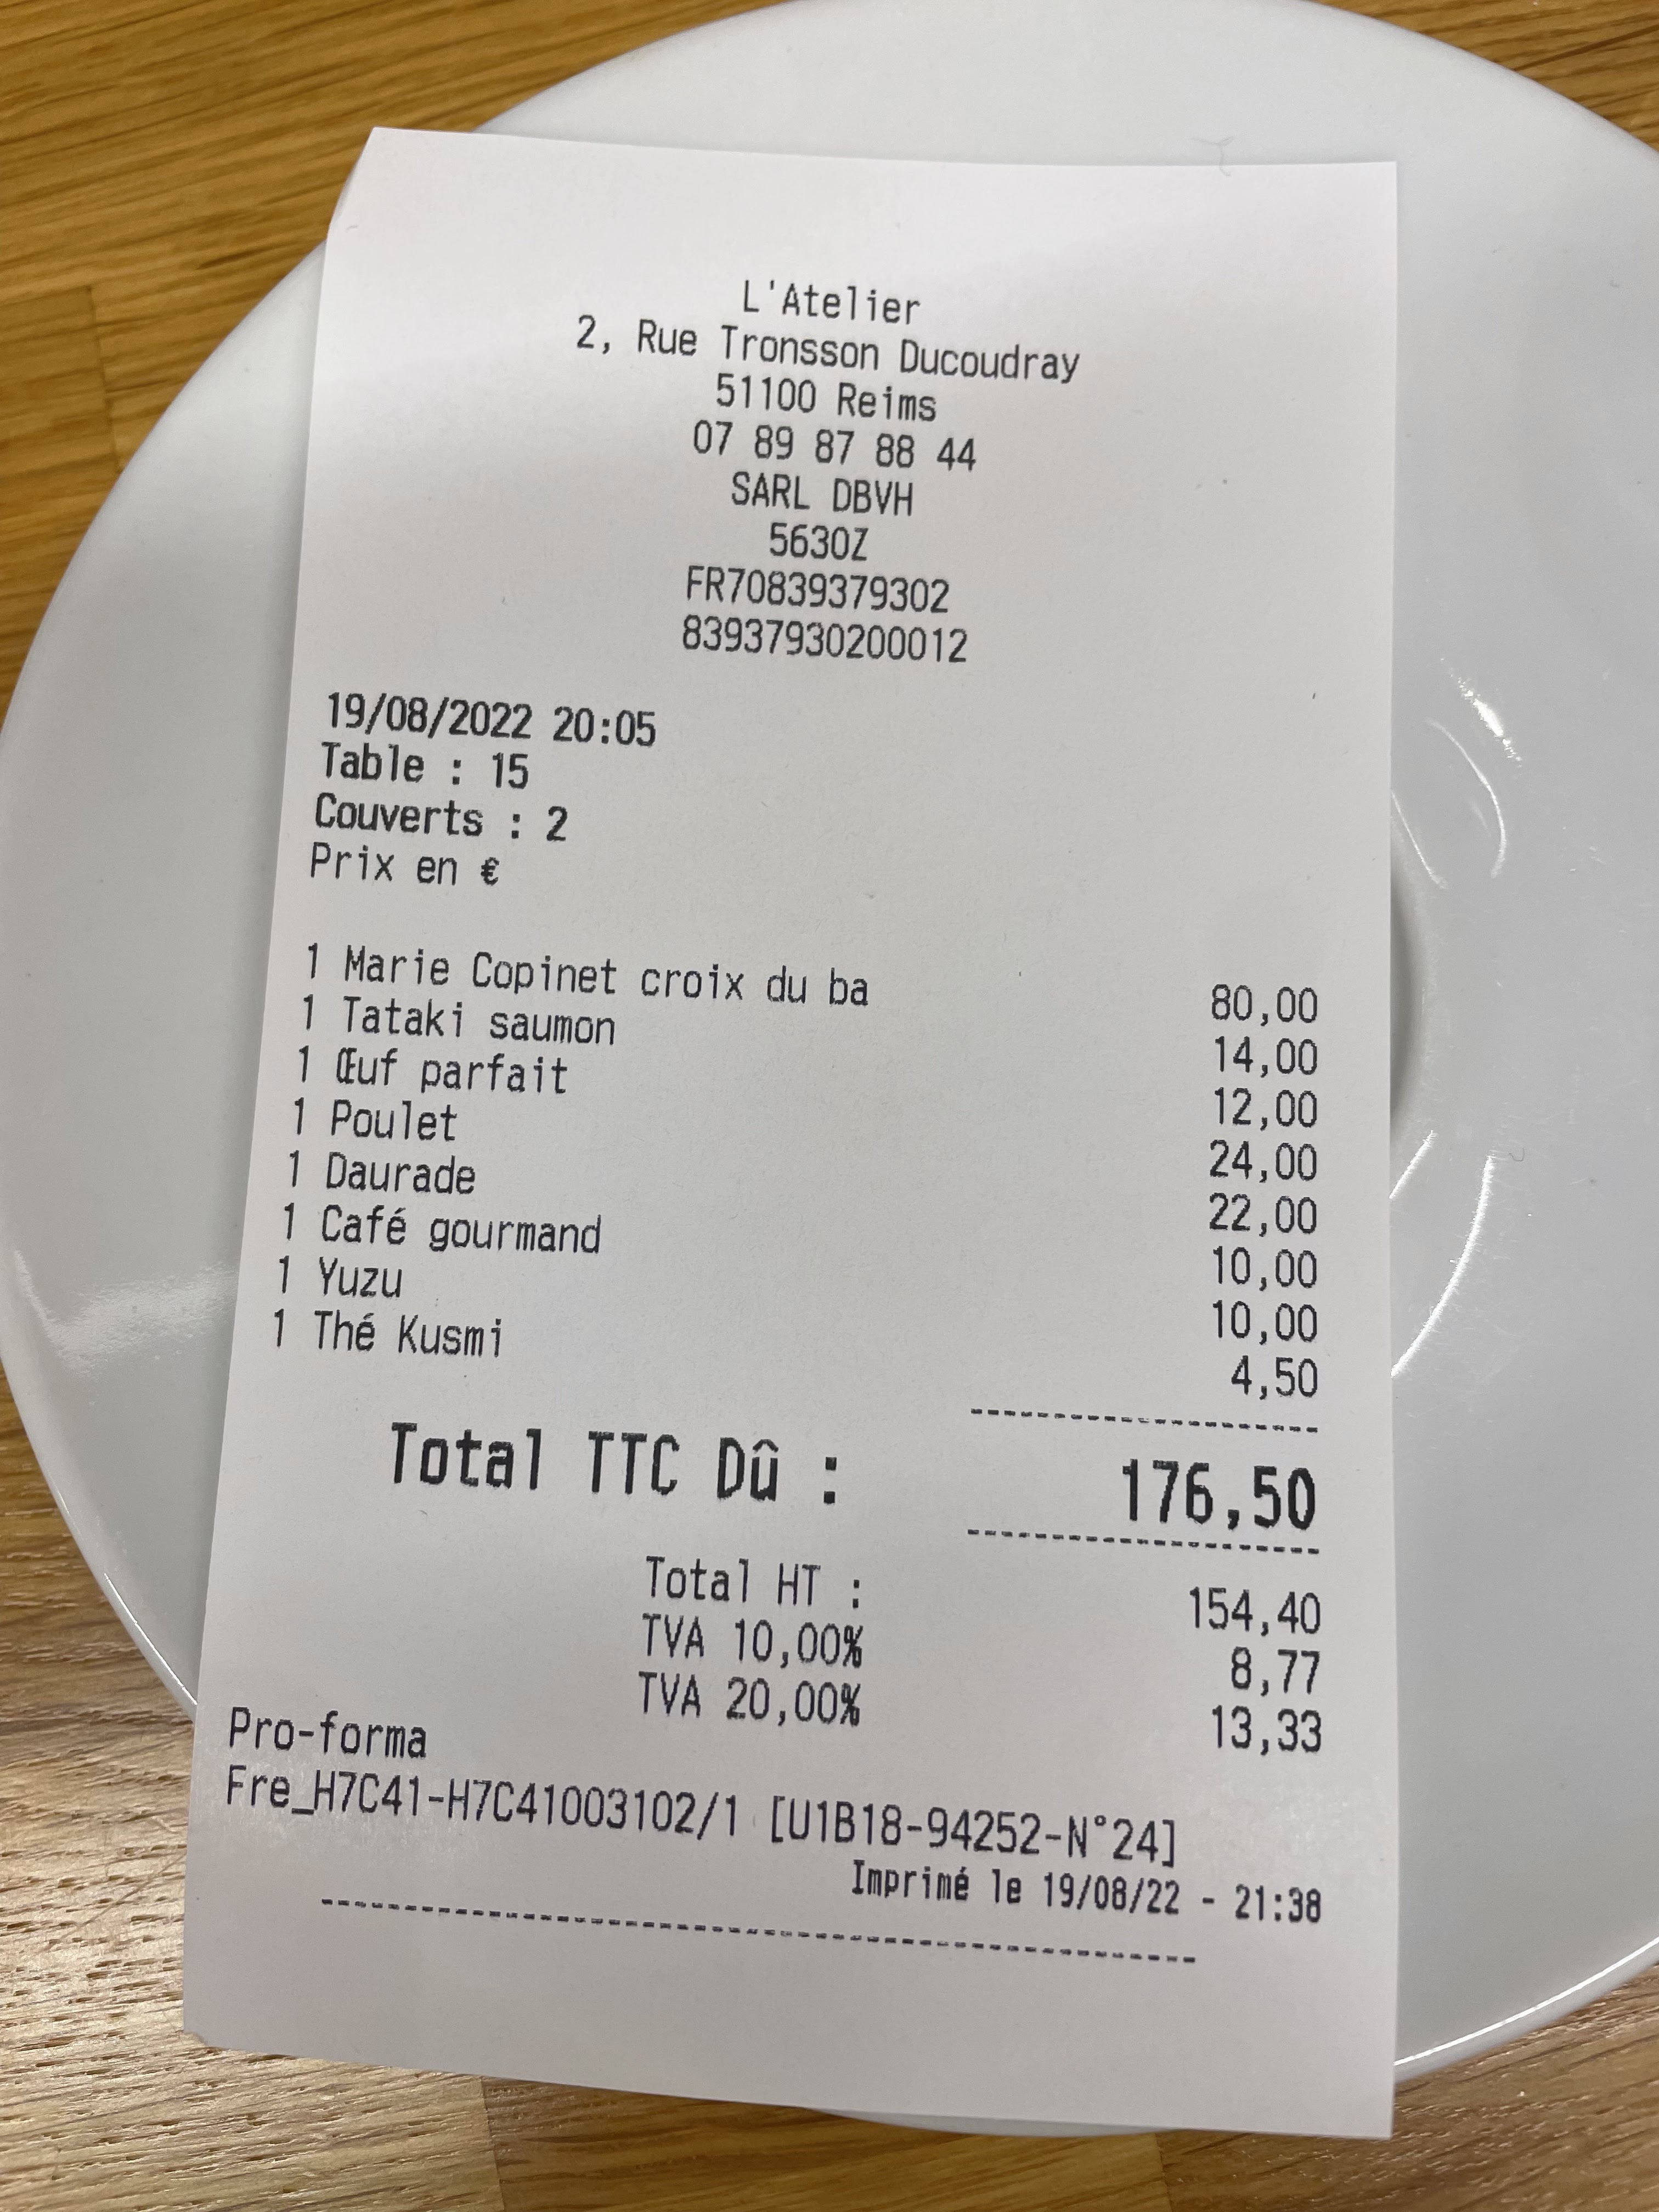 L'Atelier
2, Rue Tronsson Ducoudray
51100 Reims
07 89 87 88 44
SARL DBVH
5630Z
FR70839379302
83937930200012
19/08/2022 20:05
Table : 15
Couverts : 2
Prix en €
1 Marie Copinet croix du ba 80,00
1 Tataki saumon 14,00
1 Œuf parfait 12,00
1 Poulet 24,00
1 Daurade 22,00
1 Café gourmand 10,00
1 Yuzu 10,00
1 Thé Kusmi 4,50
Total TTC Dû : 176,50
Total HT : 154,40
TVA 10,00% 8,77
TVA 20,00% 13,33
Pro-forma
Fre_H7C41-H7C41003102/1 [U1B18-94252-N°24]
Imprimé le 19/08/22 - 21:38